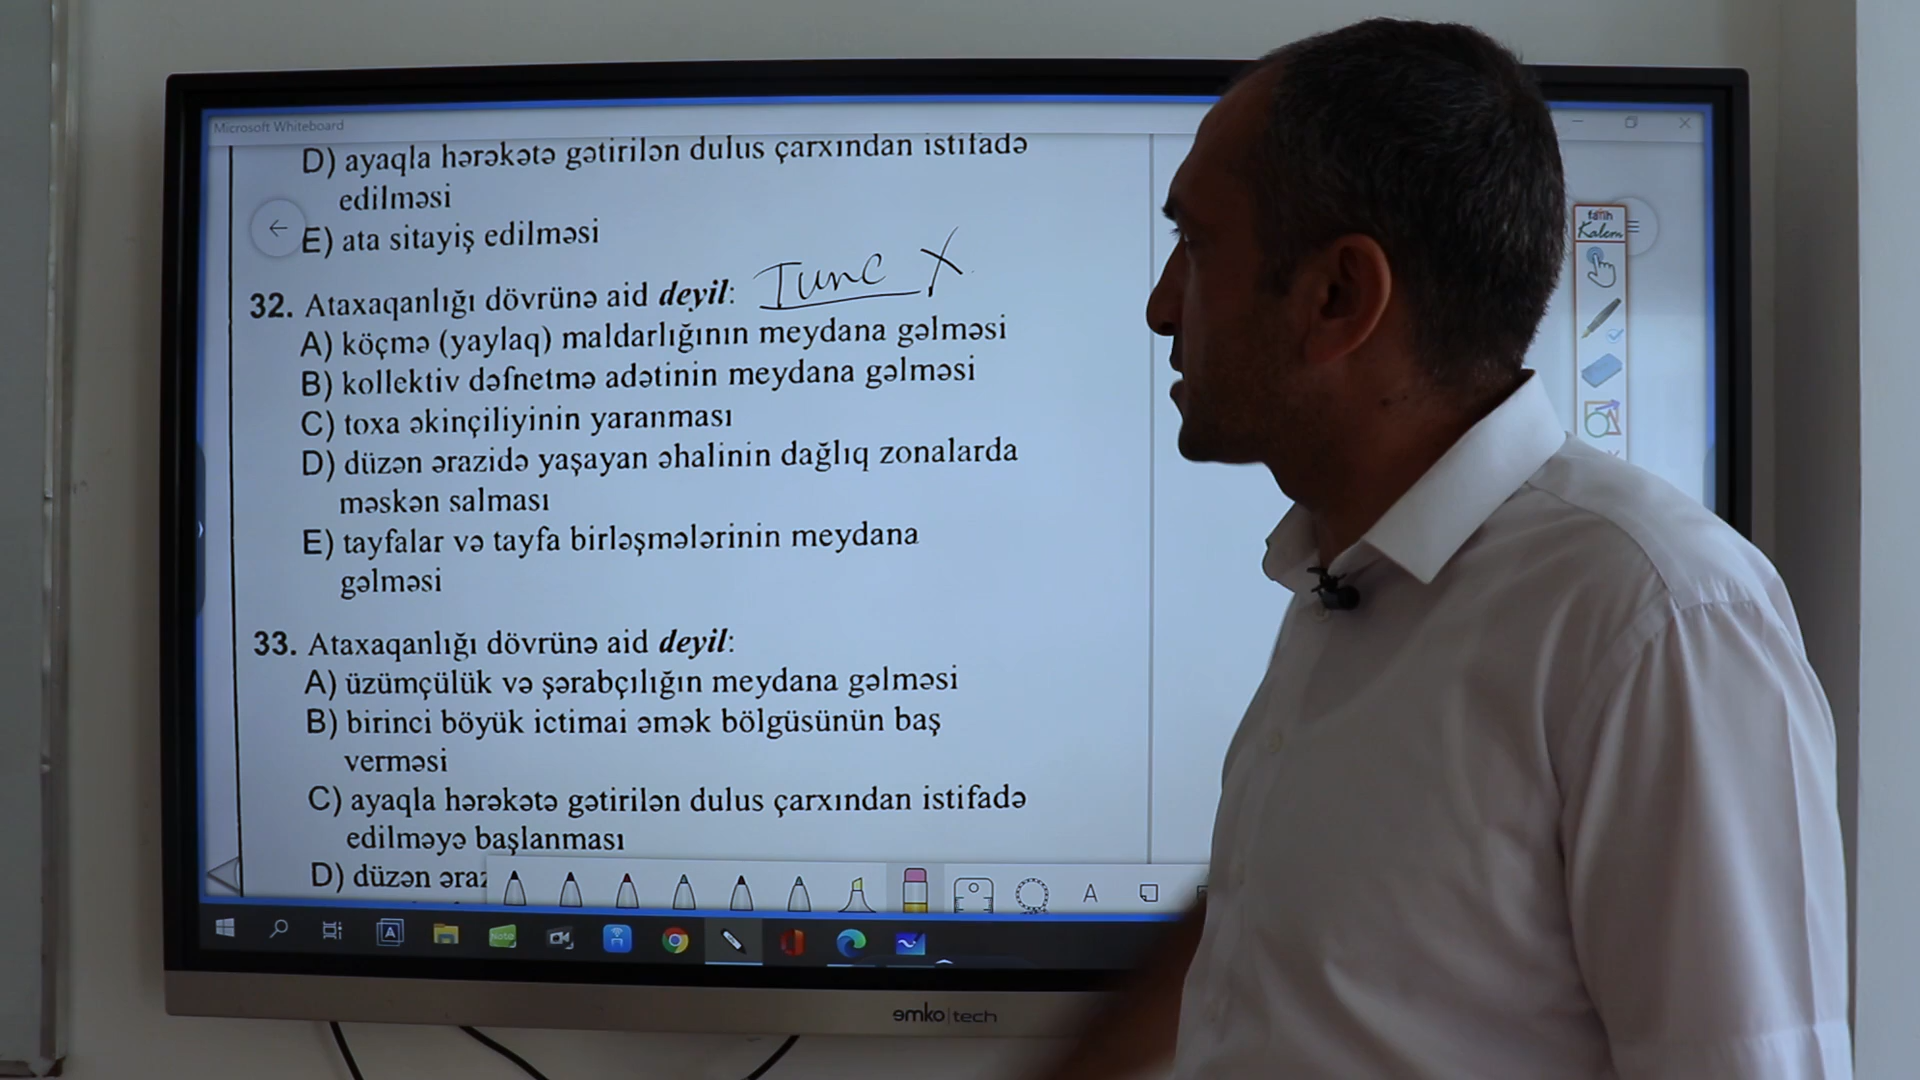 Microsoft Whiteboard
D) ayaqla hərəkətə gətirilən dulus çarxından istifadə
edilməsi
E) ata sitayiş edilməsi
Tunc X
32. Ataxaqanlığı dövrünə aid deyil:
A) köçmə (yaylaq) maldarlığının meydana gəlməsi
B) kollektiv dəfnetmə adətinin meydana gəlməsi
C) toxa əkinçiliyinin yaranması
D) düzən ərazidə yaşayan əhalinin dağlıq zonalarda
məskən salması
E) tayfalar və tayfa birləşmələrinin meydana
gəlməsi
33. Ataxaqanlığı dövrünə aid deyil:
A) üzümçülük və şərabçılığın meydana gəlməsi
B) birinci böyük ictimai əmək bölgüsünün baş
verməsi
C) ayaqla hərəkətə gətirilən dulus çarxından istifadə
edilməyə başlanması
D) düzən əraz
fatih
Kalem
A
A
emko|tech